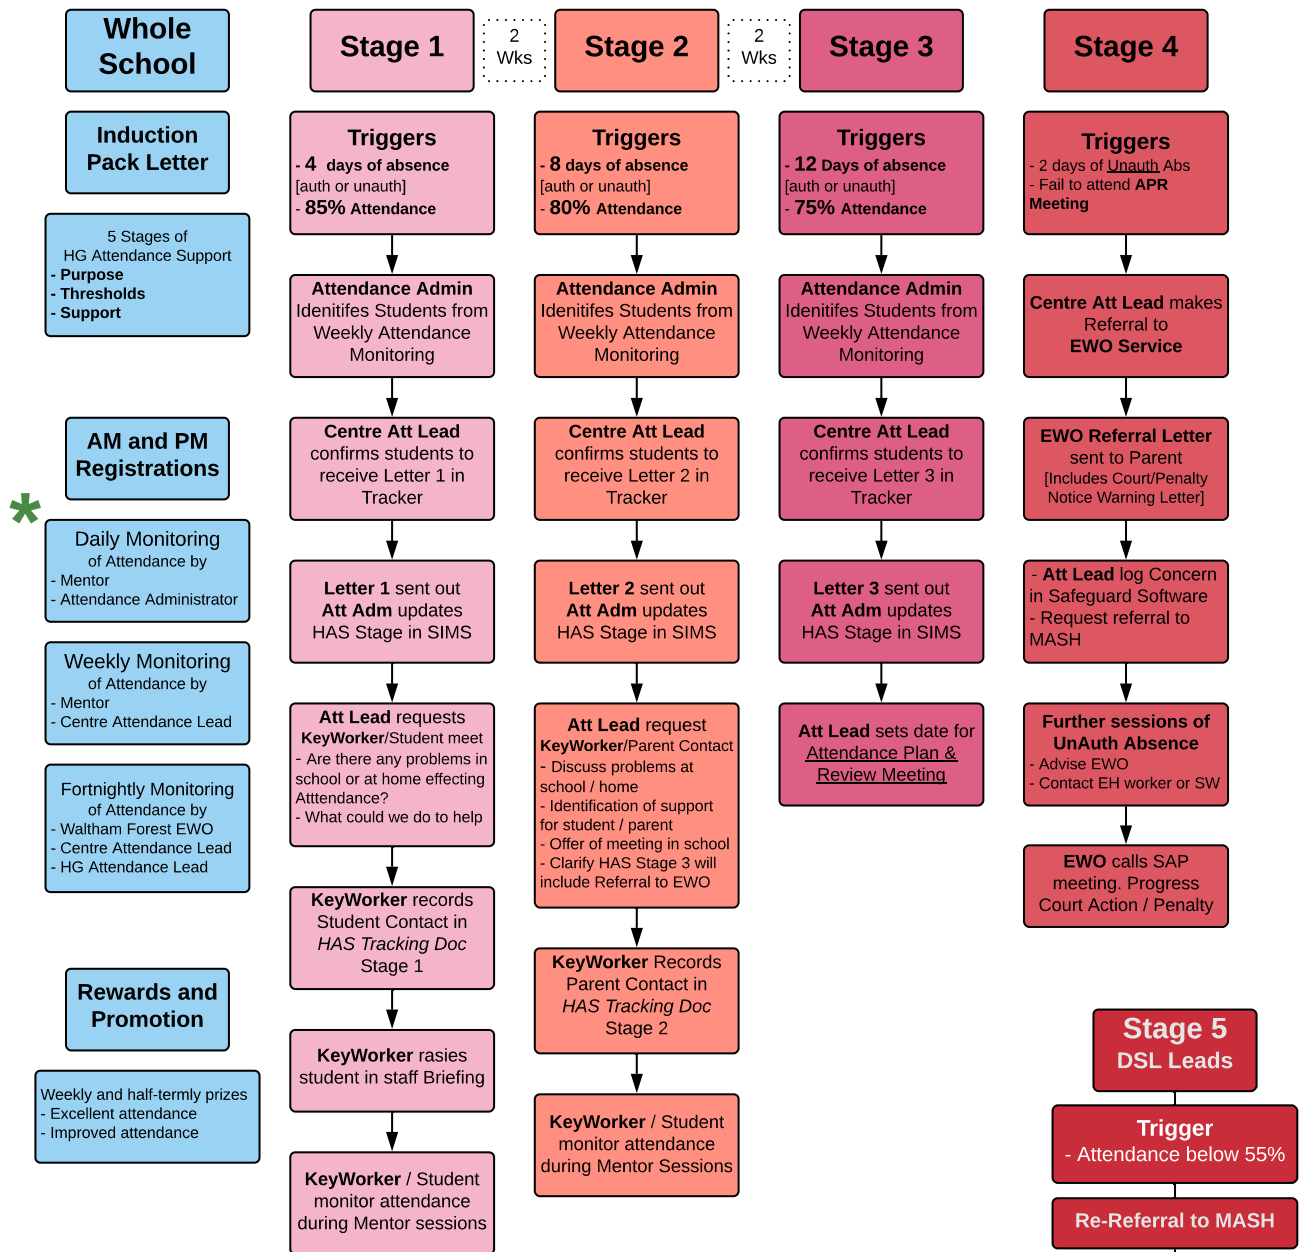 Whole
School
Induction
Pack Letter
5 Stages of
HG Attendance Support
- Purpose
- Thresholds
- Support
AM and PM
Registrations
*
Daily Monitoring
of Attendance by
- Mentor
- Attendance Administrator
Weekly Monitoring
of Attendance by
- Mentor
- Centre Attendance Lead
Fortnightly Monitoring
of Attendance by
- Waltham Forest EWO
- Centre Attendance Lead
- HG Attendance Lead
Rewards and
Promotion
Weekly and half-termly prizes
- Excellent attendance
- Improved attendance
Stage 1
Triggers
- 4 days of absence
[auth or unauth]
- 85% Attendance
Attendance Admin
Idenitifes Students from
Weekly Attendance
Monitoring
Centre Att Lead
confirms students to
receive Letter 1 in
Tracker
Letter 1 sent out
Att Adm updates
HAS Stage in SIMS
Att Lead requests
KeyWorker/Student meet
- Are there any problems in
school or at home effecting
Atttendance?
- What could we do to help
KeyWorker records
Student Contact in
HAS Tracking Doc
Stage 1
KeyWorker rasies
student in staff Briefing
KeyWorker / Student
monitor attendance
during Mentor sessions
2
Wks
Stage 2
Triggers
- 8 days of absence
[auth or unauth]
- 80% Attendance
Attendance Admin
Idenitifes Students from
Weekly Attendance
Monitoring
Centre Att Lead
confirms students to
receive Letter 2 in
Tracker
Letter 2 sent out
Att Adm updates
HAS Stage in SIMS
Att Lead request
KeyWorker/Parent Contact
- Discuss problems at
school / home
- Identification of support
for student / parent
- Offer of meeting in school
- Clarify HAS Stage 3 will
include Referral to EWO
KeyWorker Records
Parent Contact in
HAS Tracking Doc
Stage 2
KeyWorker / Student
monitor attendance
during Mentor Sessions
2
Wks
Stage 3
Triggers
- 12 Days of absence
[auth or unauth]
- 75% Attendance
Attendance Admin
Idenitifes Students from
Weekly Attendance
Monitoring
Centre Att Lead
confirms students to
receive Letter 3 in
Tracker
Letter 3 sent out
Att Adm updates
HAS Stage in SIMS
Att Lead sets date for
Attendance Plan &
Review Meeting
Stage 4
Triggers
- 2 days of Unauth Abs
- Fail to attend APR
Meeting
Centre Att Lead makes
Referral to
EWO Service
EWO Referral Letter
sent to Parent
[Includes Court/Penalty
Notice Warning Letter]
- Att Lead log Concern
in Safeguard Software
- Request referral to
MASH
Further sessions of
UnAuth Absence
- Advise EWO
- Contact EH worker or SW
EWO calls SAP
meeting. Progress
Court Action / Penalty
Stage 5
DSL Leads
Trigger
- Attendance below 55%
Re-Referral to MASH